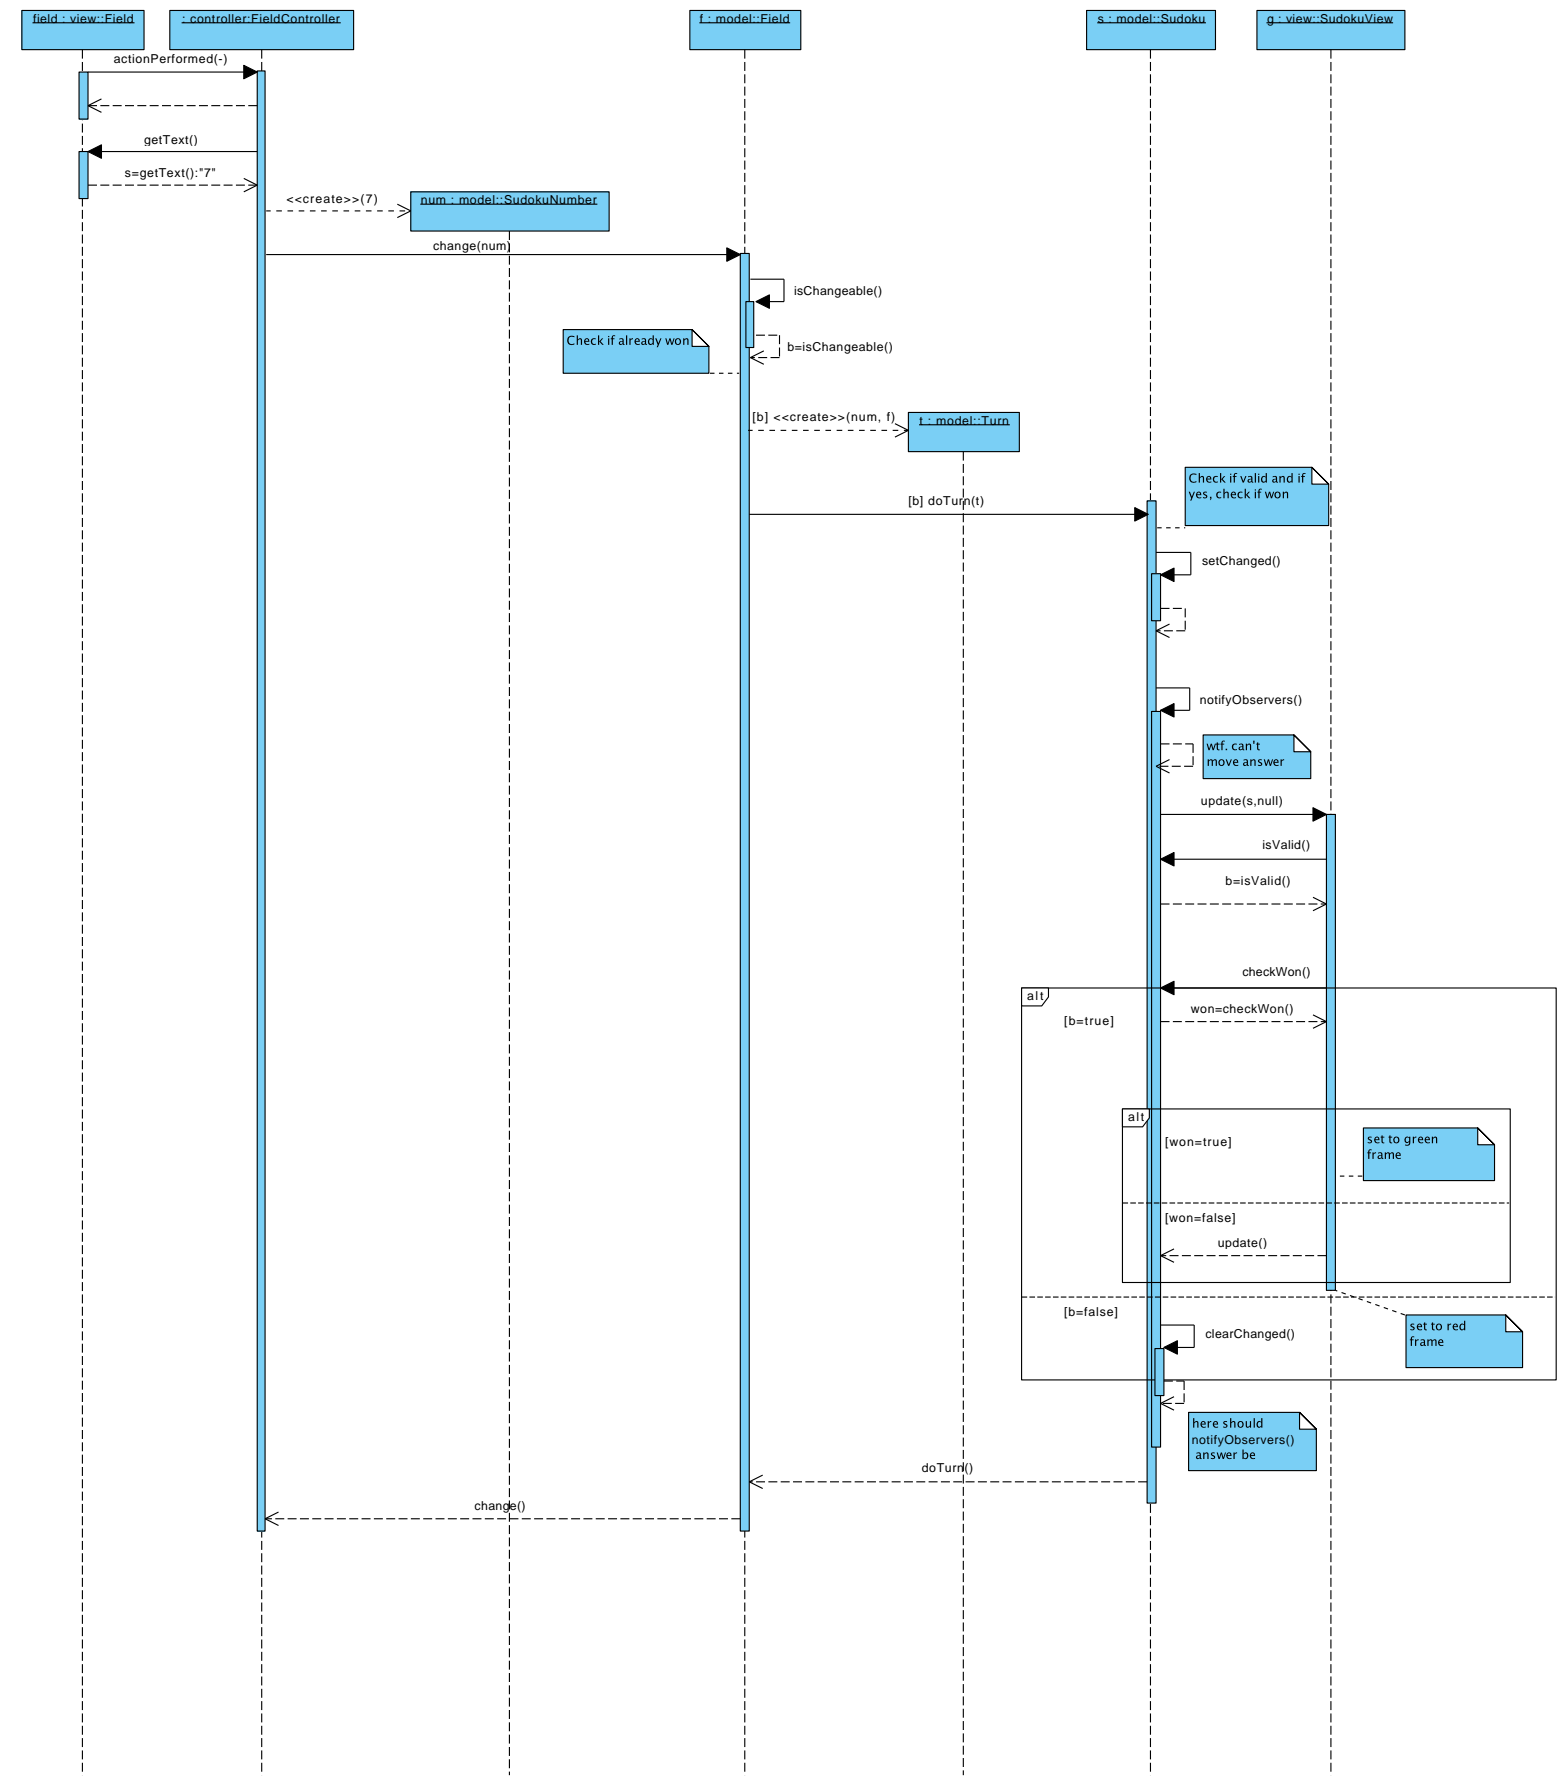 field : view::Field
: controller:FieldController
f : model::Field
s : model::Sudoku
g : view::SudokuView
actionPerformed(-)
getText()
s=getText():"7"
<<create>>(7)
num : model::SudokuNumber
change(num)
isChangeable()
Check if already won
b=isChangeable()
[b] <<create>>(num, f)
t : model::Turn
Check if valid and if
yes, check if won
[b] doTurn(t)
setChanged()
notifyObservers()
wtf. can't
move answer
update(s,null)
isValid()
b=isValid()
checkWon()
alt
won=checkWon()
[b=true]
alt
[won=true]
set to green
frame
[won=false]
update()
[b=false]
set to red
frame
clearChanged()
here should
notifyObservers()
answer be
doTurn()
change()